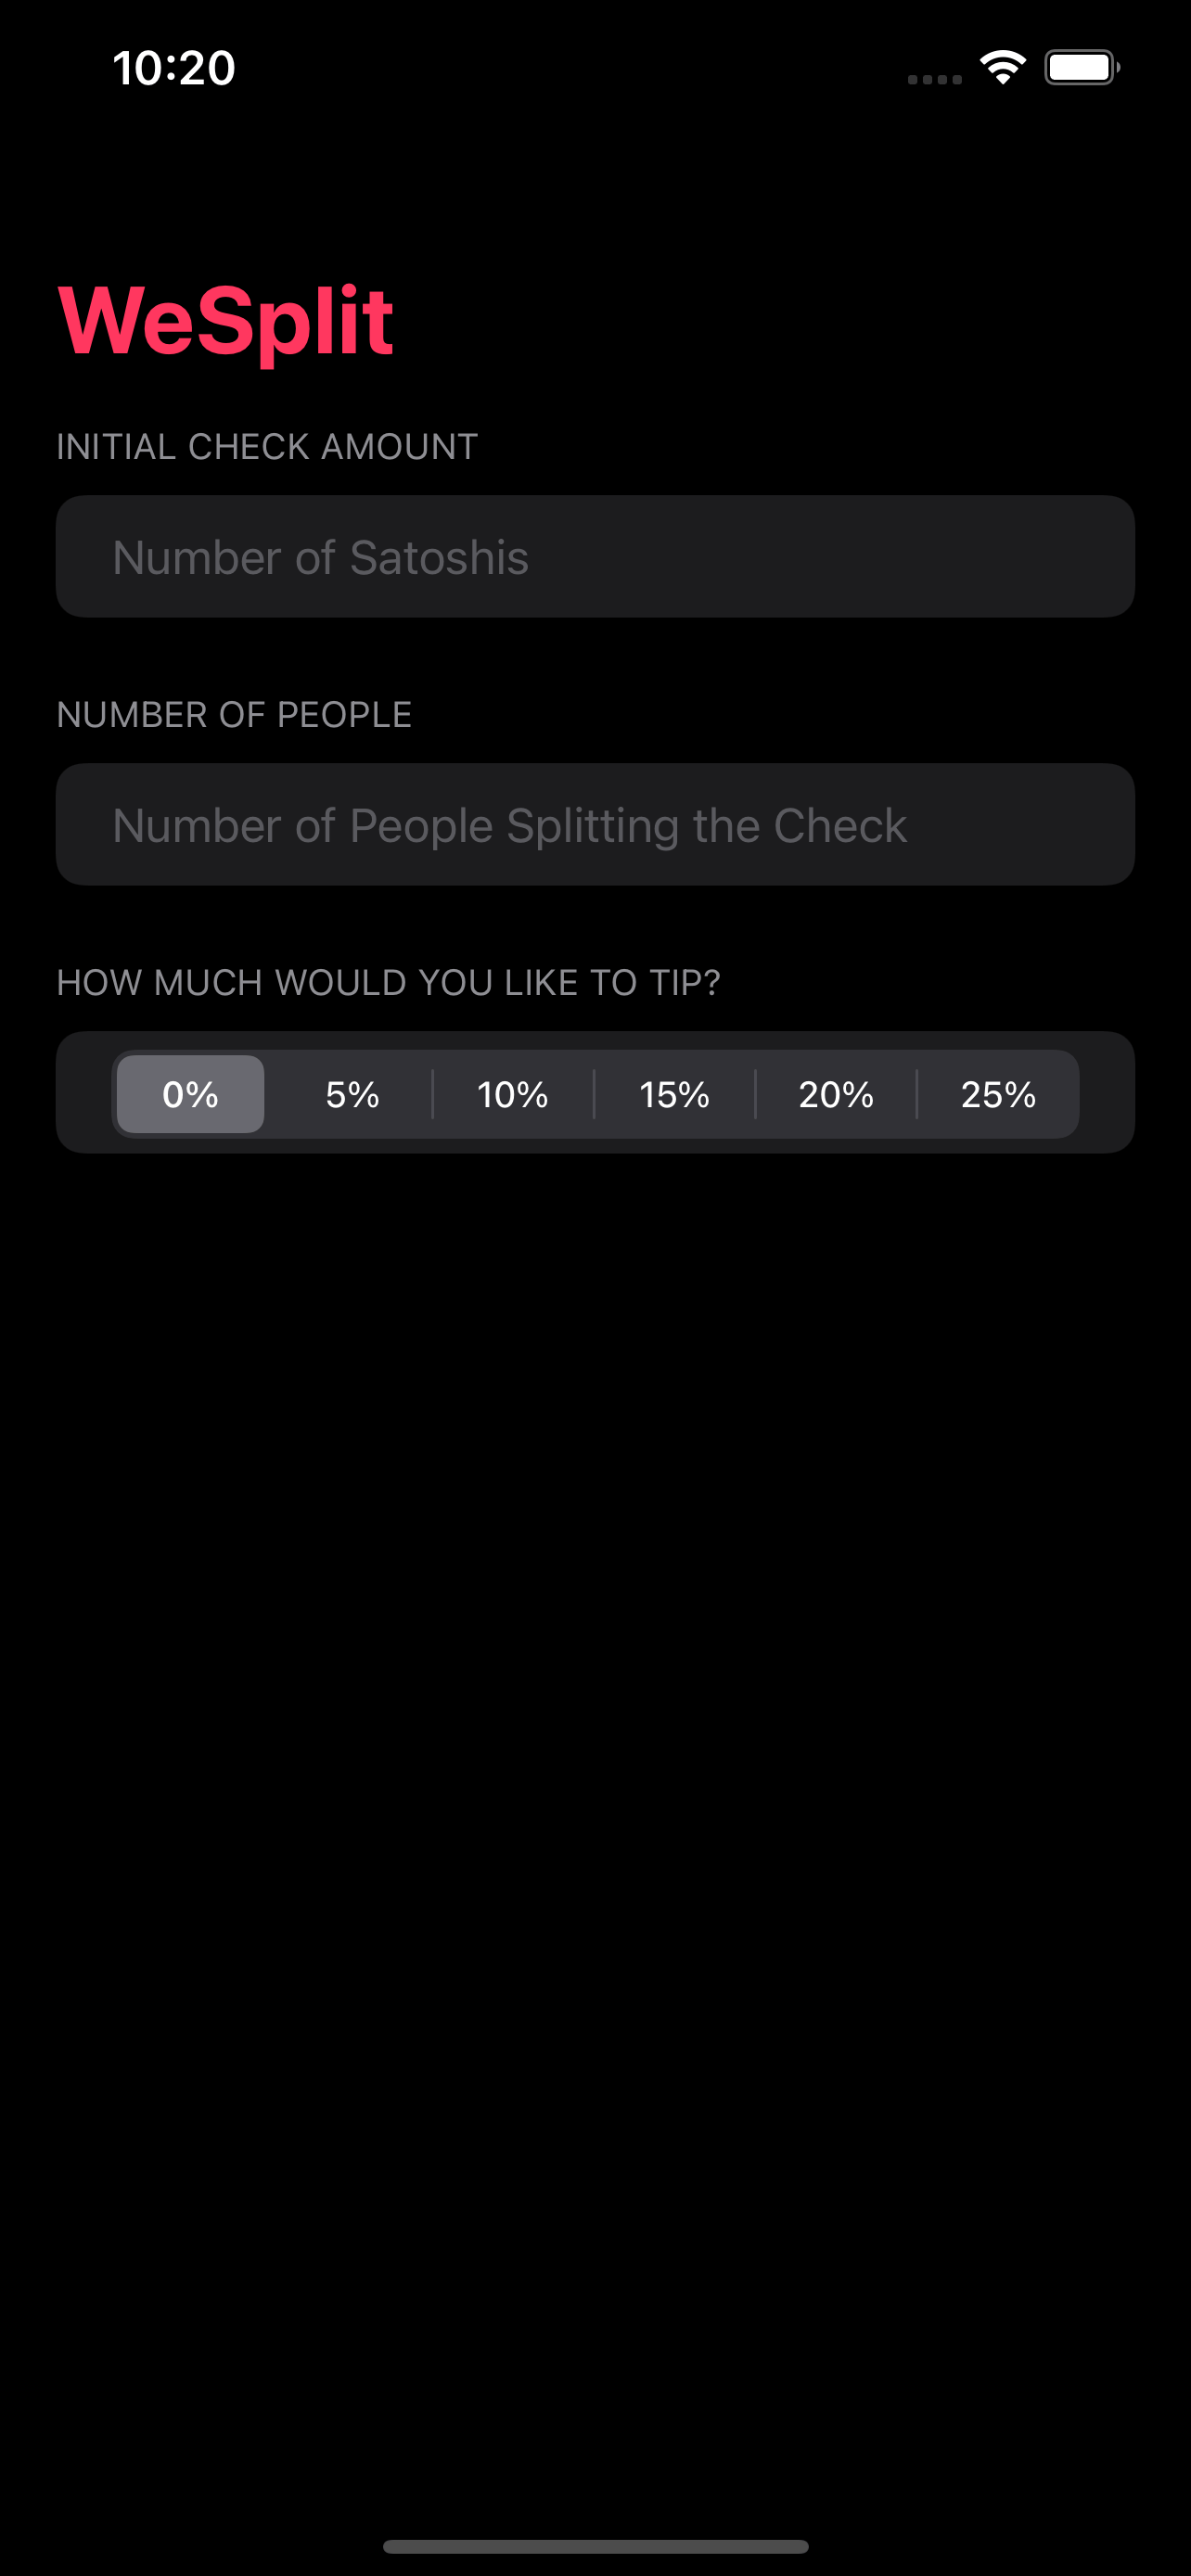 10:20
WeSplit
INITIAL CHECK AMOUNT
Number of Satoshis
NUMBER OF PEOPLE
Number of People Splitting the Check
HOW MUCH WOULD YOU LIKE TO TIP?
0% 5% 10% 15% 20% 25%